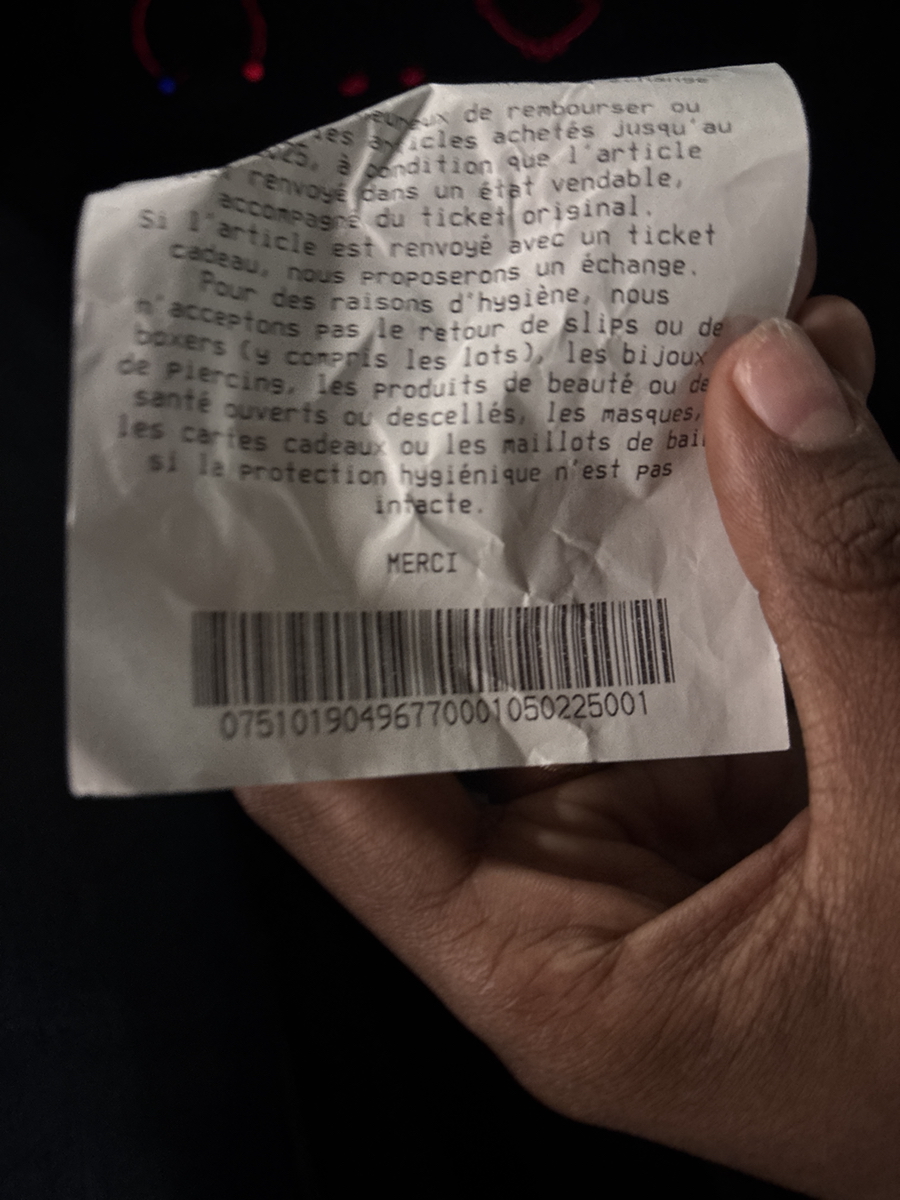 de rembourser ou
les articles achetés jusqu'au
à condition que l'article
renvoyé dans un état vendable,
accompagné du ticket original.
Si l'article est renvoyé avec un ticket
cadeau, nous proposerons un échange.
Pour des raisons d'hygiène, nous
n'acceptons pas le retour de slips ou de
boxers (y compris les lots), les bijoux
de piercing, les produits de beauté ou de
santé ouverts ou descellés, les masques,
les cartes cadeaux ou les maillots de bain
si la protection hygiénique n'est pas
intacte.
MERCI
07510190496770001050225001